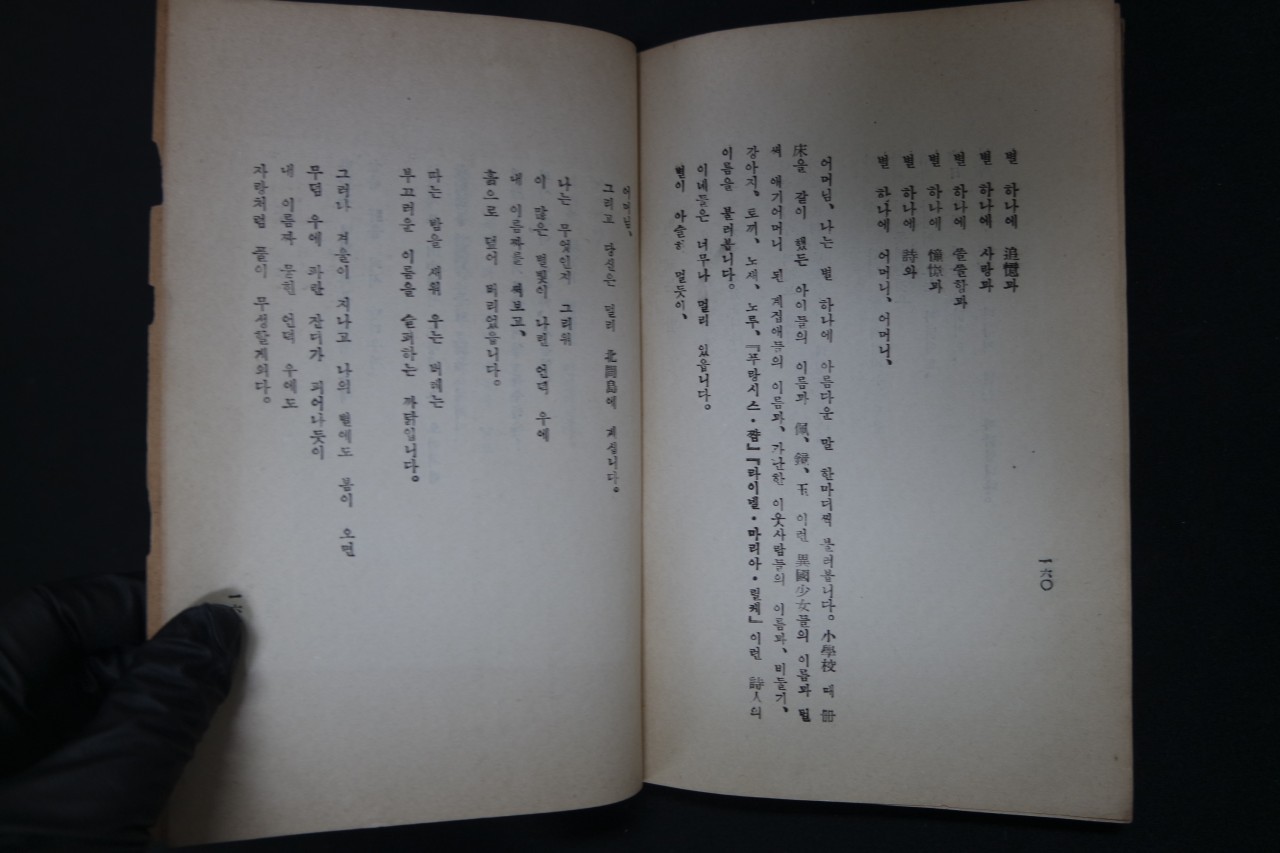 一六〇
별 하나에 追憶과
별 하나에 사랑과
별 하나에 쓸쓸함과
별 하나에 憧憬과
별 하나에 詩와
별 하나에 어머니、어머니、
어머님、나는 별 하나에 아름다운 말 한마디씩 불러봅니다。小學校 때 冊
床을 같이 했든 아이들의 이름과 佩、鏡、玉 이런 異國少女들의 이름과 벌
써 애기어머니 된 게집애들의 이름과、가난한 이웃사람들의 이름과、비둘기、
강아지、토끼、노새、노루、『푸랑시스・쨤』『라이넬・마리아・릴케』이런 詩人의
이름을 불러봅니다。
이네들은 너무나 멀리 있읍니다。
별이 아슬히 멀듯이、
어머님、
그리고 당신은 멀리 北間島에 게십니다。
나는 무엇인지 그리워
이 많은 별빛이 나린 언덕 우에
내 이름짜를 써보고、
흙으로 덮어 버리였읍니다。
따는 밤을 새워 우는 버레는
부끄러운 이름을 슬퍼하는 까닭입니다。
그러나 겨울이 지나고 나의 별에도 봄이 오면
무덤 우에 파란 잔디가 피어나듯이
내 이름자 묻힌 언덕 우에도
자랑처럼 풀이 무성할게외다。
一六